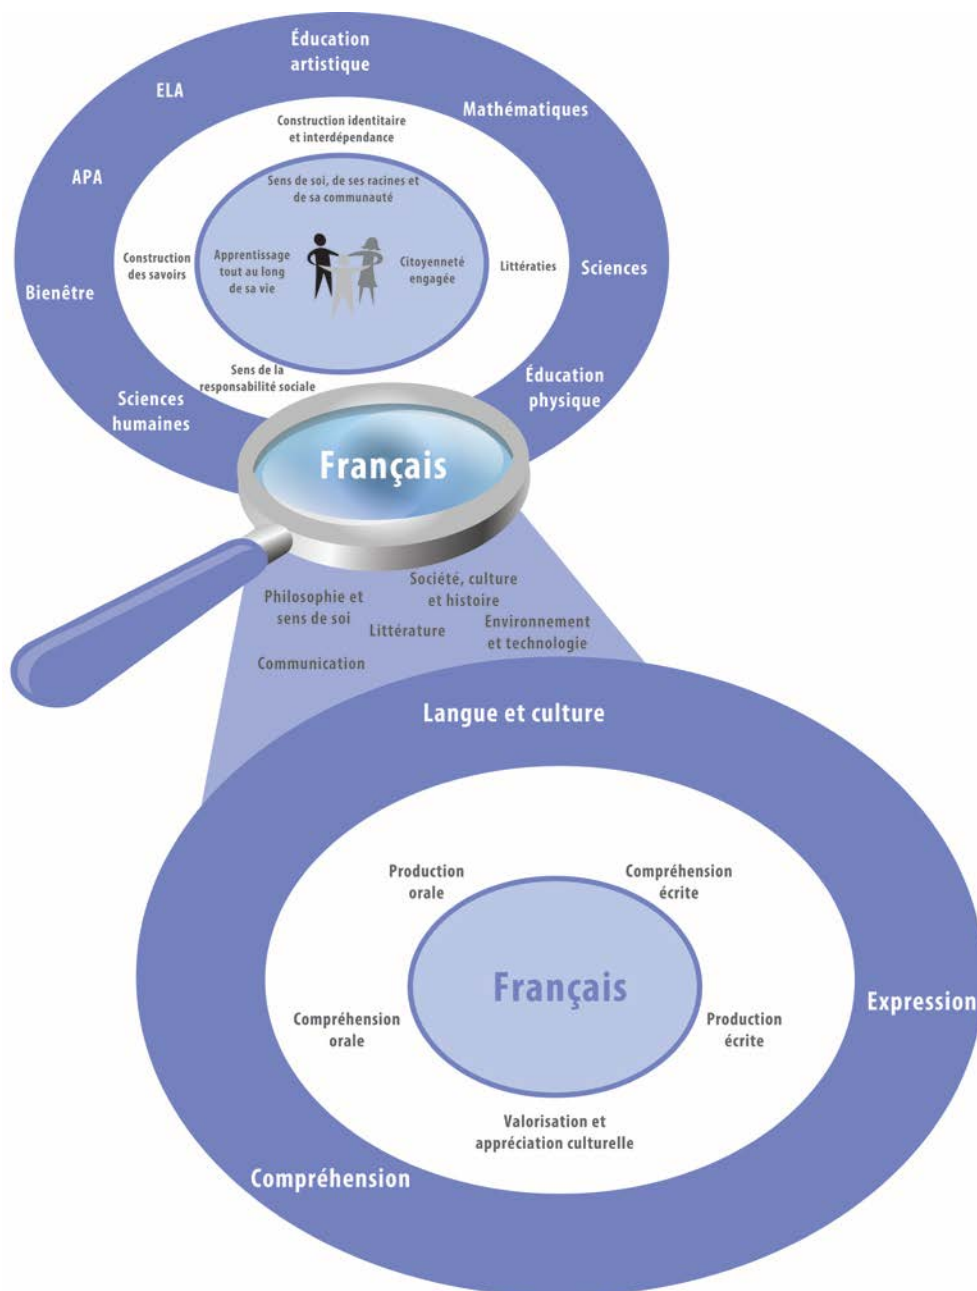 Éducation
artistique
ELA
Mathématiques
Construction identitaire
et interdépendance
APA
Sens de soi, de ses racines et
de sa communauté
Construction
des savoirs
Apprentissage
tout au long
de sa vie
Citoyenneté
engagée
Littératies
Sciences
Bienêtre
Sens de la
responsabilité sociale
Éducation
physique
Sciences
humaines
Français
Société, culture
et histoire
Philosophie et
sens de soi
Littérature
Environnement
et technologie
Communication
Langue et culture
Production
orale
Compréhension
écrite
Français
Expression
Compréhension
orale
Production
écrite
Valorisation et
appréciation culturelle
Compréhension